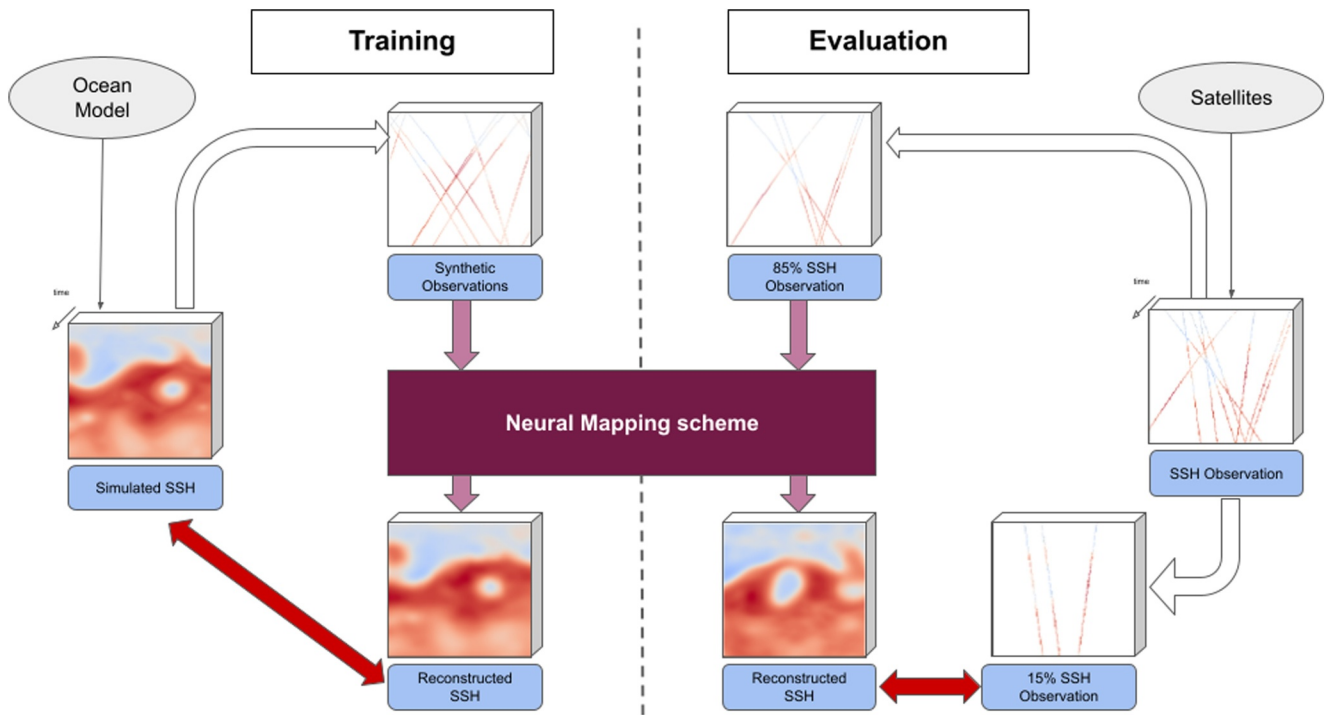 Training
Evaluation
Ocean
Model
Satellites
Synthetic
Observations
85% SSH
Observation
time
time
Neural Mapping scheme
Simulated SSH
SSH Observation
Reconstructed
SSH
Reconstructed
SSH
15% SSH
Observation